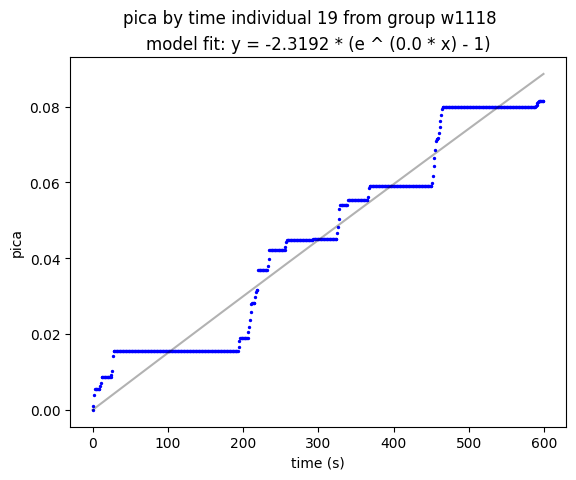 pica by time individual 19 from group w1118
model fit: y = -2.3192 * (e ^ (0.0 * x) - 1)
0.08
0.06
0.04
0.02
0.00
pica
0 100 200 300 400 500 600
time (s)